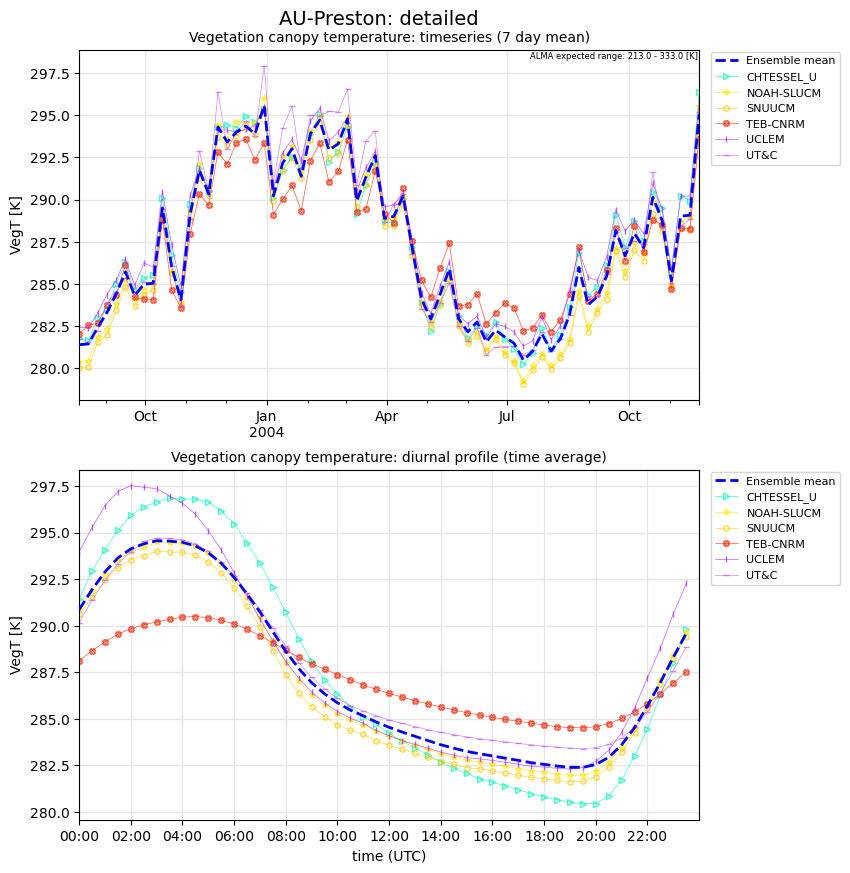 AU-Preston: detailed
Vegetation canopy temperature: timeseries (7 day mean)
ALMA expected range: 213.0 - 333.0 [K]
VegT [K]
297.5
295.0
292.5
290.0
287.5
285.0
282.5
280.0
Oct
Jan
2004
Apr
Jul
Oct
Ensemble mean
CHTESSEL_U
NOAH-SLUCM
SNUUCM
TEB-CNRM
UCLEM
UT&C
Vegetation canopy temperature: diurnal profile (time average)
VegT [K]
297.5
295.0
292.5
290.0
287.5
285.0
282.5
280.0
00:00
02:00
04:00
06:00
08:00
10:00
12:00
14:00
16:00
18:00
20:00
22:00
time (UTC)
Ensemble mean
CHTESSEL_U
NOAH-SLUCM
SNUUCM
TEB-CNRM
UCLEM
UT&C